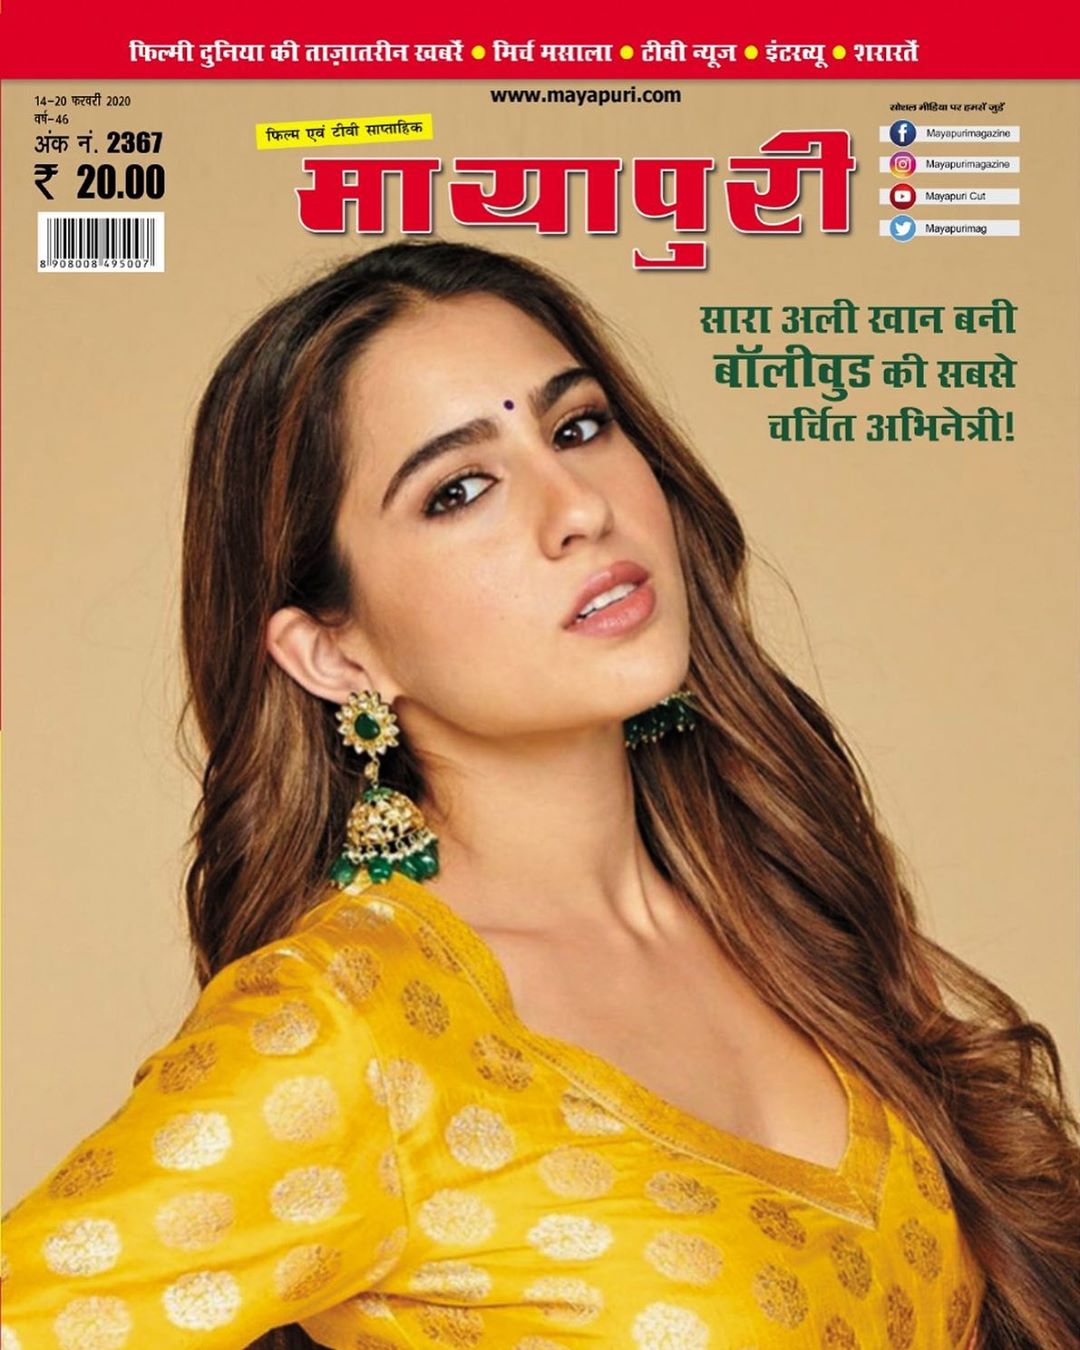 फिल्मी दुनिया की ताज़ातरीन खबरें ● मिर्च मसाला ● टीवी न्यूज ● इंटरव्यू ● शरारतें
14-20 फरवरी 2020
वर्ष-46
अंक नं. 2367
₹ 20.00
8 908008 495007
www.mayapuri.com
फिल्म एवं टीवी साप्ताहिक
मायापुरी
सोशल मीडिया पर हमसें जुड़ें
Mayapurimagazine
Mayapurimagazine
Mayapuri Cut
Mayapurimag
सारा अली खान बनी
बॉलीवुड की सबसे
चर्चित अभिनेत्री!